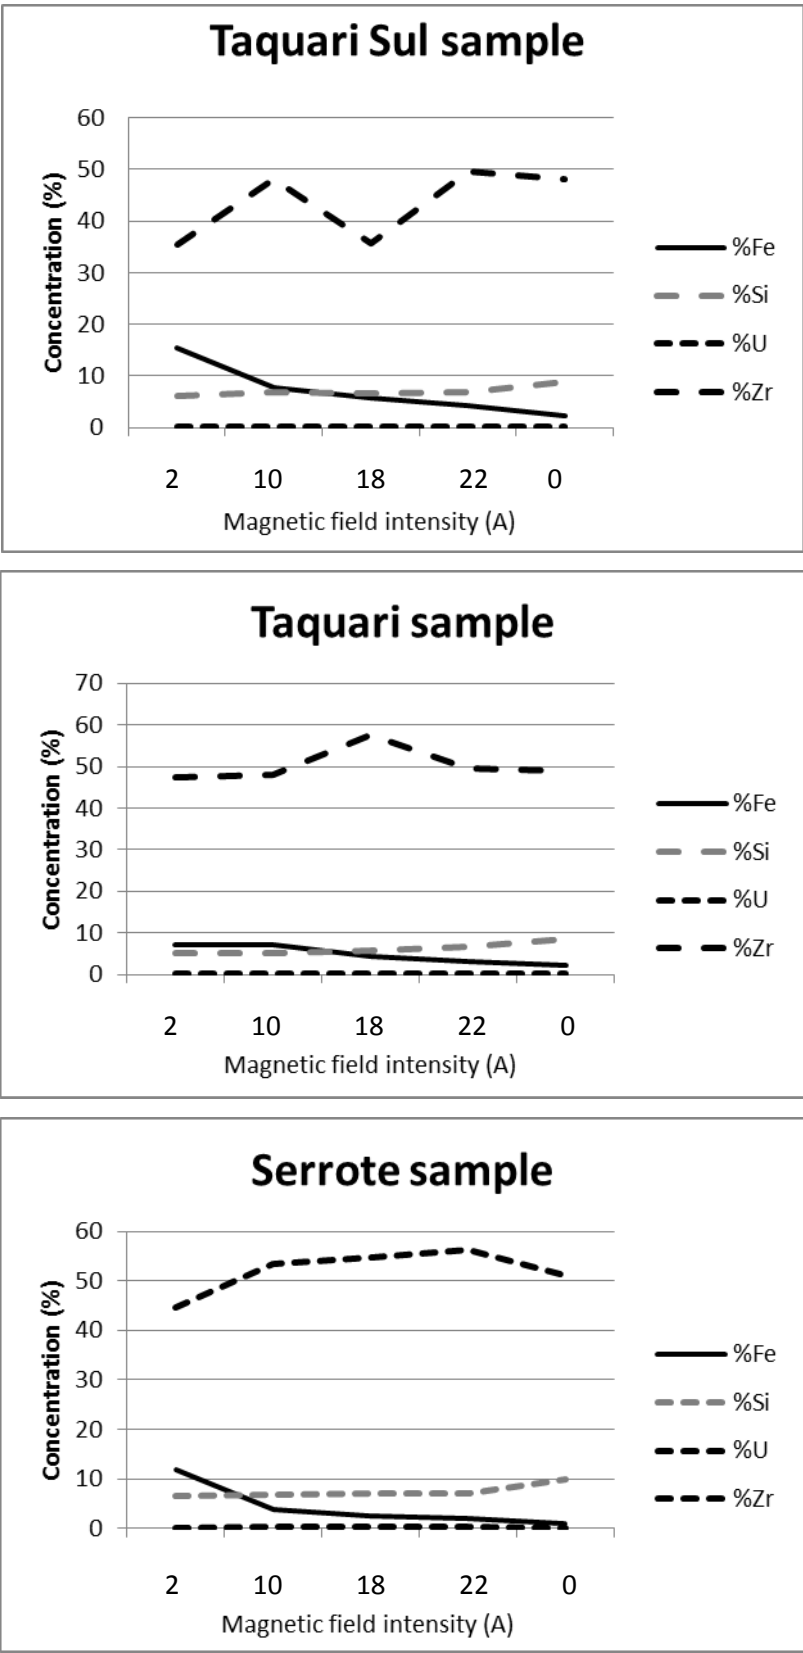 Taquari Sul sample
60
50
40
30
20
10
0
Concentration (%)
2 10 18 22 0
Magnetic field intensity (A)
%Fe
%Si
%U
%Zr
Taquari sample
70
60
50
40
30
20
10
0
Concentration (%)
2 10 18 22 0
Magnetic field intensity (A)
%Fe
%Si
%U
%Zr
Serrote sample
60
50
40
30
20
10
0
Concentration (%)
2 10 18 22 0
Magnetic field intensity (A)
%Fe
%Si
%U
%Zr